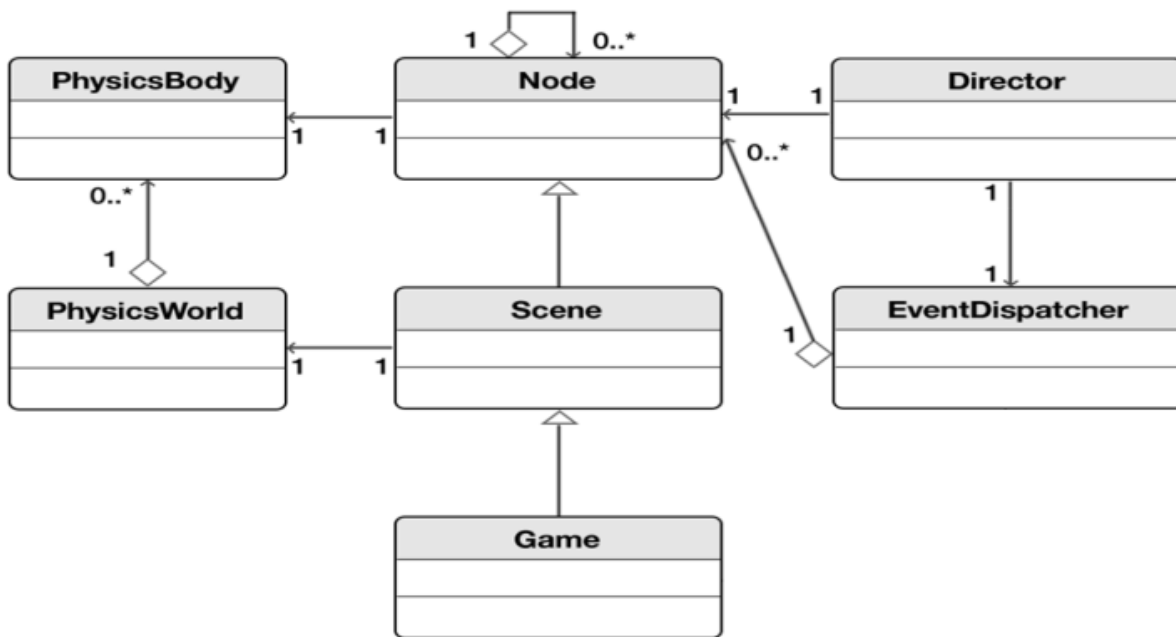 1
0..*
PhysicsBody
Node
Director
1
1
1
1
0..*
0..*
1
1
1
1
PhysicsWorld
Scene
EventDispatcher
1
1
1
Game